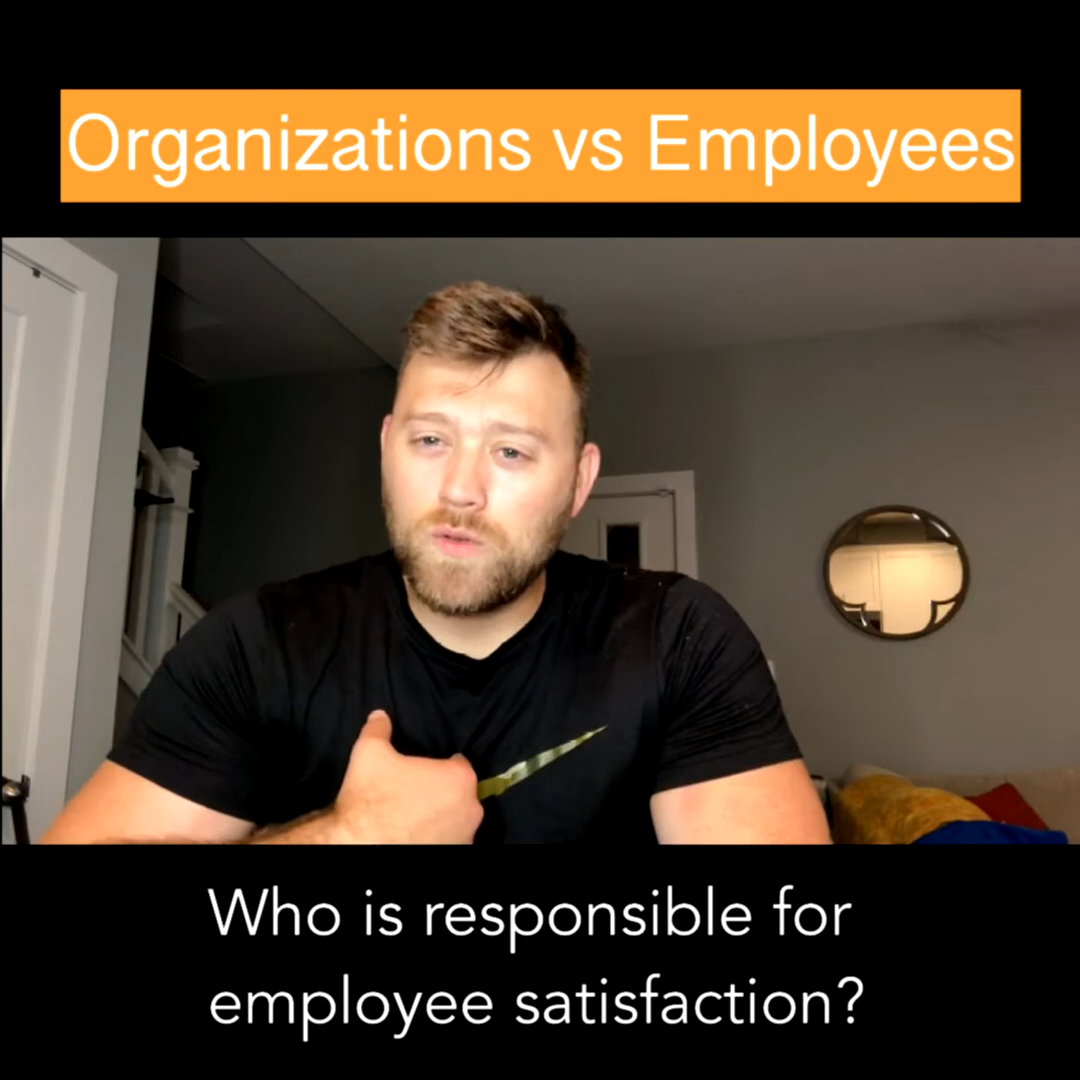 Organizations vs Employees
Who is responsible for
employee satisfaction?